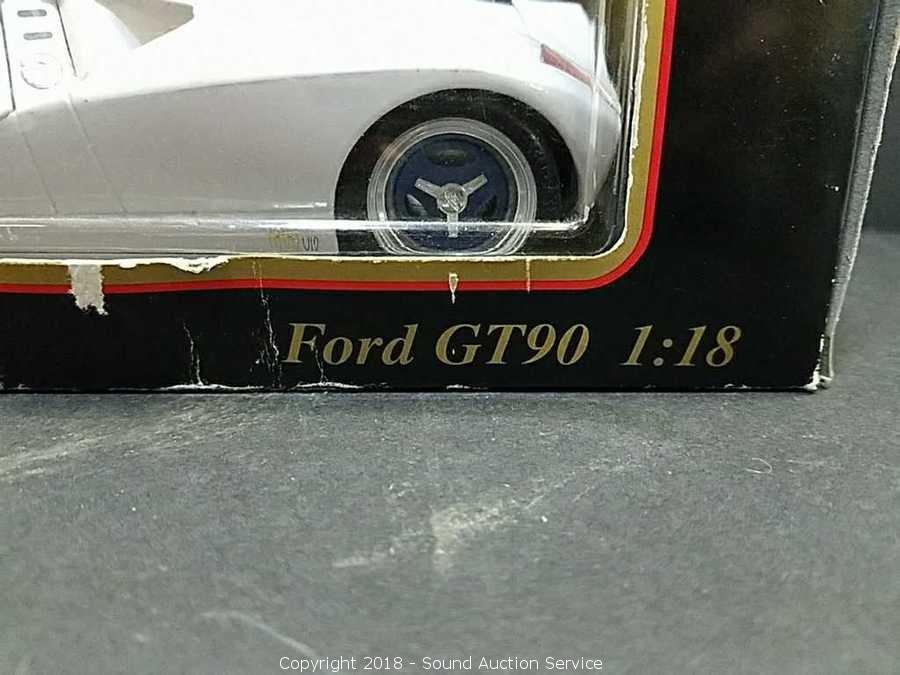 Ford GT90 1:18
Copyright 2018 - Sound Auction Service